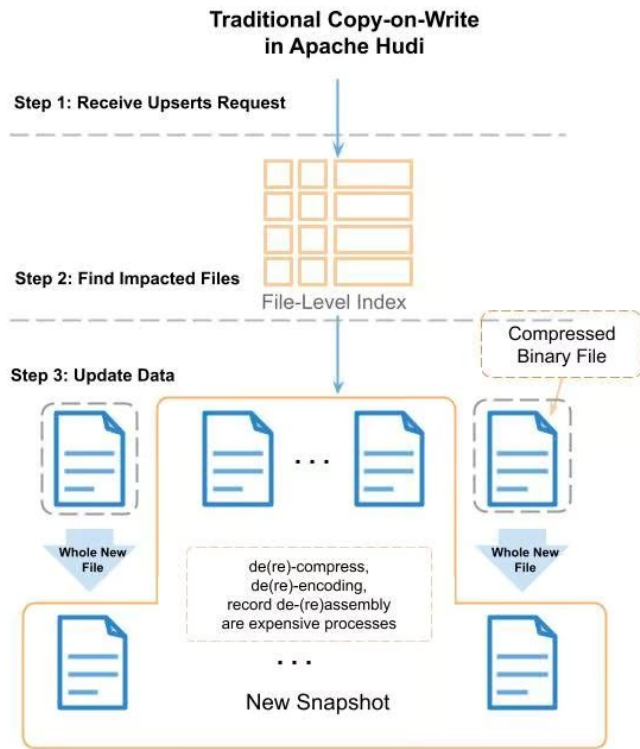 Traditional Copy-on-Write
in Apache Hudi
Step 1: Receive Upserts Request
Step 2: Find Impacted Files
File-Level Index
Compressed
Binary File
Step 3: Update Data
...
Whole New
File
Whole New
File
de(re)-compress,
de(re)-encoding,
record de-(re)assembly
are expensive processes
...
New Snapshot